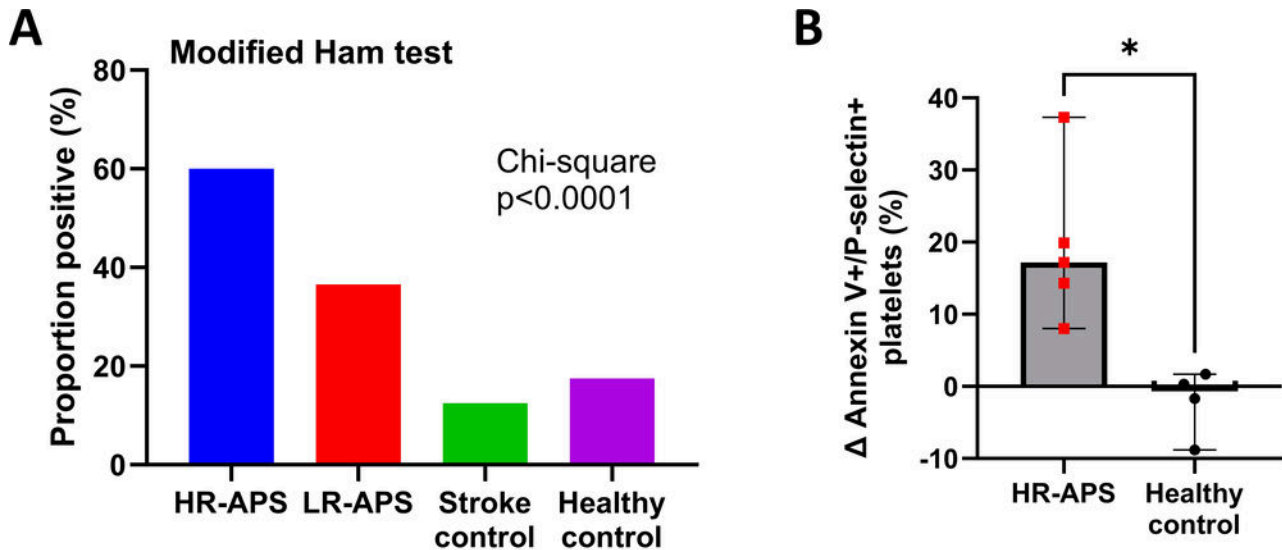 A
Modified Ham test
Proportion positive (%)
80
60
40
20
0
Chi-square
p<0.0001
HR-APS
LR-APS
Stroke
control
Healthy
control
B
*
Δ Annexin V+/P-selectin+
platelets (%)
40
30
20
10
0
-10
HR-APS
Healthy
control